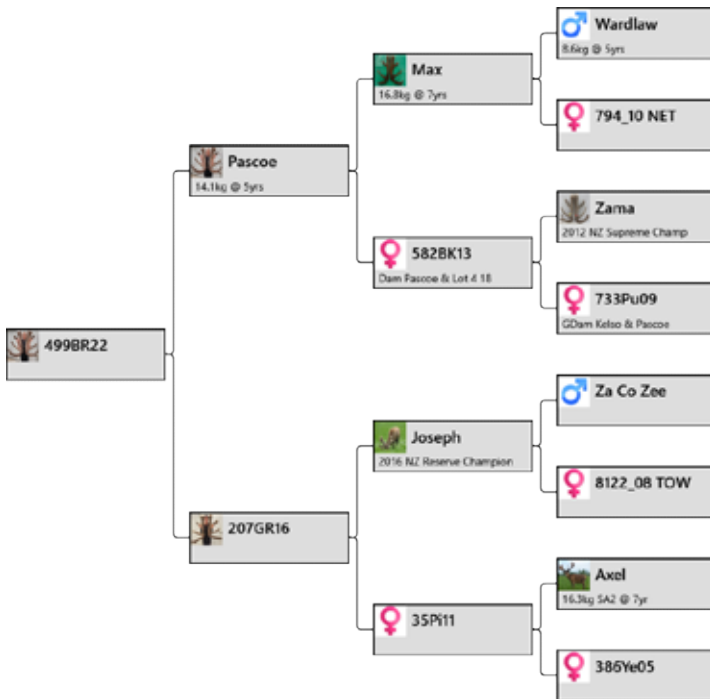 Wardlaw
8.6kg @ 5yrs
Max
16.8kg @ 7yrs
794_10 NET
Pascoe
14.1kg @ 5yrs
Zama
2012 NZ Supreme Champ
582BK13
Dam Pascoe & Lot 4 18
733Pu09
GDam Kelso & Pascoe
499BR22
Za Co Zee
Joseph
2016 NZ Reserve Champion
8122_08 TOW
207GR16
Axel
16.3kg SA2 @ 7yr
35Pi11
386Ye05